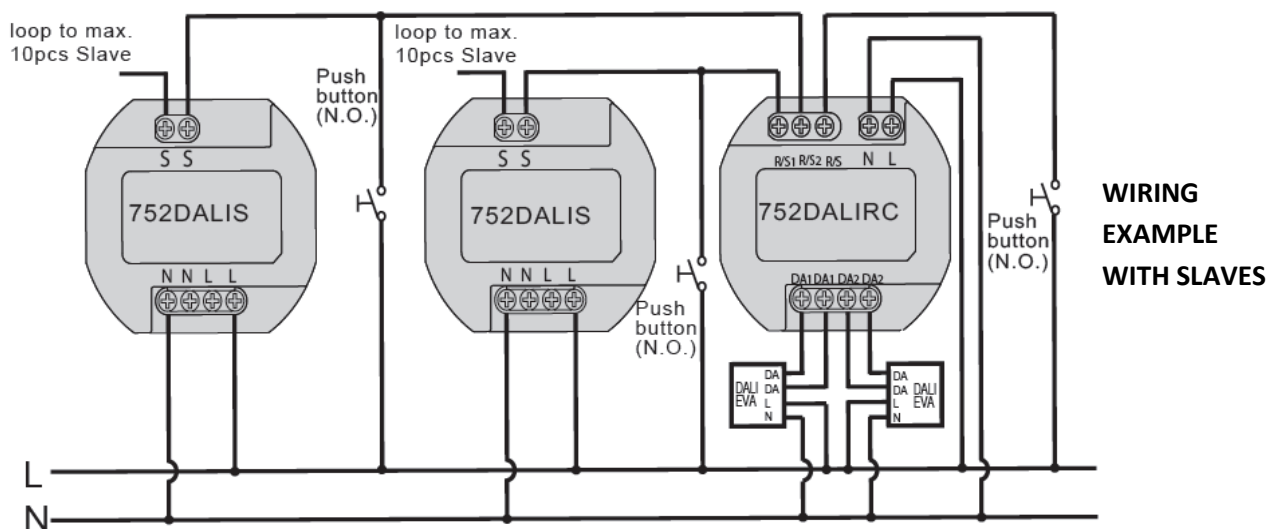 loop to max.
10pcs Slave
Push
button
(N.O.)
S S
752DALIS
N N L L
loop to max.
10pcs Slave
S S
752DALIS
N N L L
Push
button
(N.O.)
R/S1 R/S2 R/S N L
752DALIRC
DA1 DA1 DA2 DA2
Push
button
(N.O.)
WIRING
EXAMPLE
WITH SLAVES
DALI
EVA
DA
DA
L
N
DA
DA
L
N
DALI
EVA
L
N